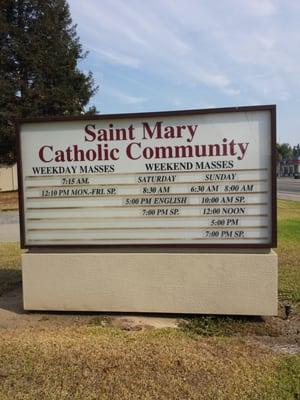 Saint Mary
Catholic Community
WEEKDAY MASSES WEEKEND MASSES
7:15 AM. SATURDAY SUNDAY
12:10 PM MON.-FRI SP. 8:30 AM 6:30 AM 8:00 AM
5:00 PM ENGLISH 10:00 AM SP.
7:00 PM SP. 12:00 NOON
5:00 PM
7:00 PM SP.